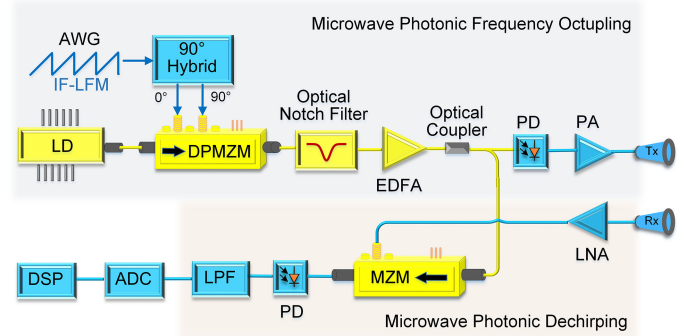 Microwave Photonic Frequency Octupling
AWG
IF-LFM
90°
Hybrid
0°
90°
LD
DPMZM
Optical
Notch Filter
EDFA
Optical
Coupler
PD
PA
Tx
Rx
LNA
DSP
ADC
LPF
PD
MZM
Microwave Photonic Dechirping